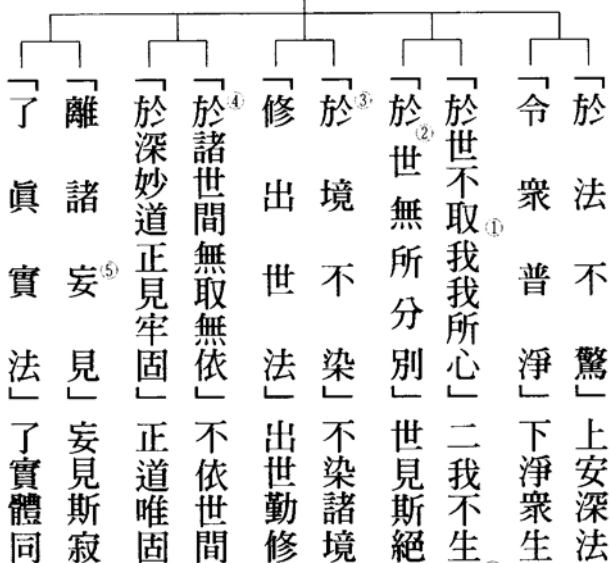 「於法不驚」上安深法
「令衆普淨」下淨衆生
「於世不取①我我所心」二我不生
「於②世無所分別」世見斯絕
「於③境不染」不染諸境
「修出世法」出世勤修
「於④諸世間無取無依」不依世間
「於深妙道正見牢固」正道唯固
「離諸妄⑤見」妄見斯寂
「了眞實法」了實體同